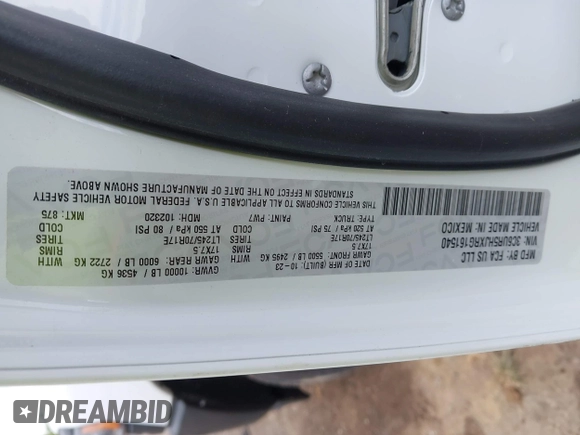 MFD BY: FCA US LLC
DATE OF MFR (BUILT): 10-23
GVWR: 10000 LB / 4536 KG
GAWR FRONT: 5500 LB / 2495 KG
GAWR REAR: 6000 LB / 2722 KG
17X7.5
RIMS
17X7.5
RIMS
LT245/70R17E
TIRES
LT245/70R17E
TIRES
AT 520 kPa / 75 PSI
COLD
AT 550 kPa / 80 PSI
COLD
THIS VEHICLE CONFORMS TO ALL APPLICABLE U.S.A. FEDERAL MOTOR VEHICLE SAFETY
STANDARDS IN EFFECT ON THE DATE OF MANUFACTURE SHOWN ABOVE.
VIN: 3C6UR5HJXRG161540
TYPE: TRUCK
PAINT: PW7
MDH: 100220
MKT: 875
VEHICLE MADE IN: MEXICO
DREAMBID